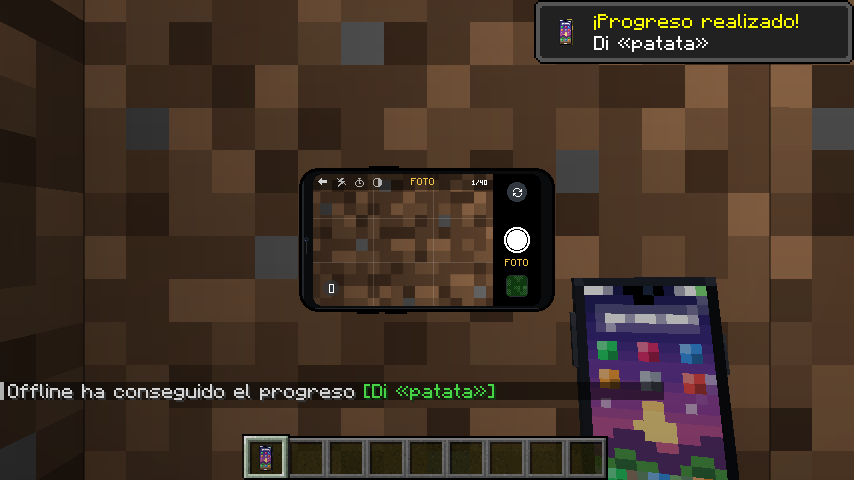 ¡Progreso realizado!
Di «patata»
FOTO
1/40
FOTO
Offline ha conseguido el progreso [Di «patata»]